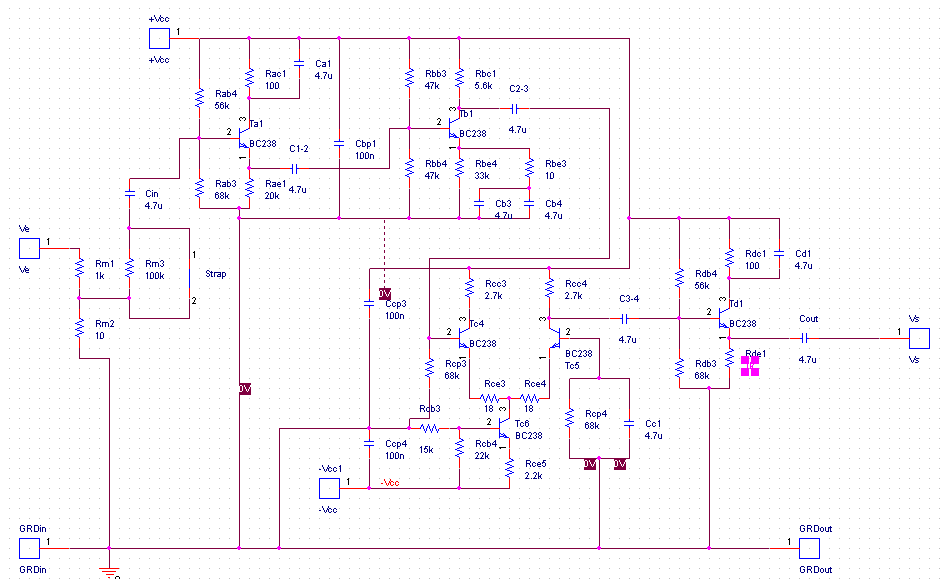 +Vcc
1
+Vcc
Rab4
56k
Rac1
100
Ca1
4.7u
3
Ta1
2
BC238
1
C1-2
4.7u
Rab3
68k
Rae1
20k
Cbp1
100n
Rbb3
47k
Rbc1
5.6k
C2-3
4.7u
3
Tb1
2
BC238
1
Rbb4
47k
Rbe4
33k
Rbe3
10
Cb3
4.7u
Cb4
4.7u
Cin
4.7u
Ve
1
Ve
Rm1
1k
Rm3
100k
1
Strap
2
Rm2
10
0V
Ccp3
100n
Rcc3
2.7k
Rcc4
2.7k
C3-4
4.7u
3
Tc4
2
BC238
1
3
2
BC238
Tc5
1
Rcp3
68k
Rce3
18
Rce4
18
Rcb3
15k
3
Tc6
2
BC238
1
Ccp4
100n
Rcb4
22k
Rce5
2.2k
-Vcc1
1
-Vcc
-Vcc
Rcp4
68k
Cc1
4.7u
0V
0V
0V
Rdb4
56k
Rdc1
100
Cd1
4.7u
3
Td1
2
BC238
1
Rdb3
68k
Rde1
Cout
4.7u
Vs
1
Vs
GRDin
1
GRDin
GRDout
1
GRDout